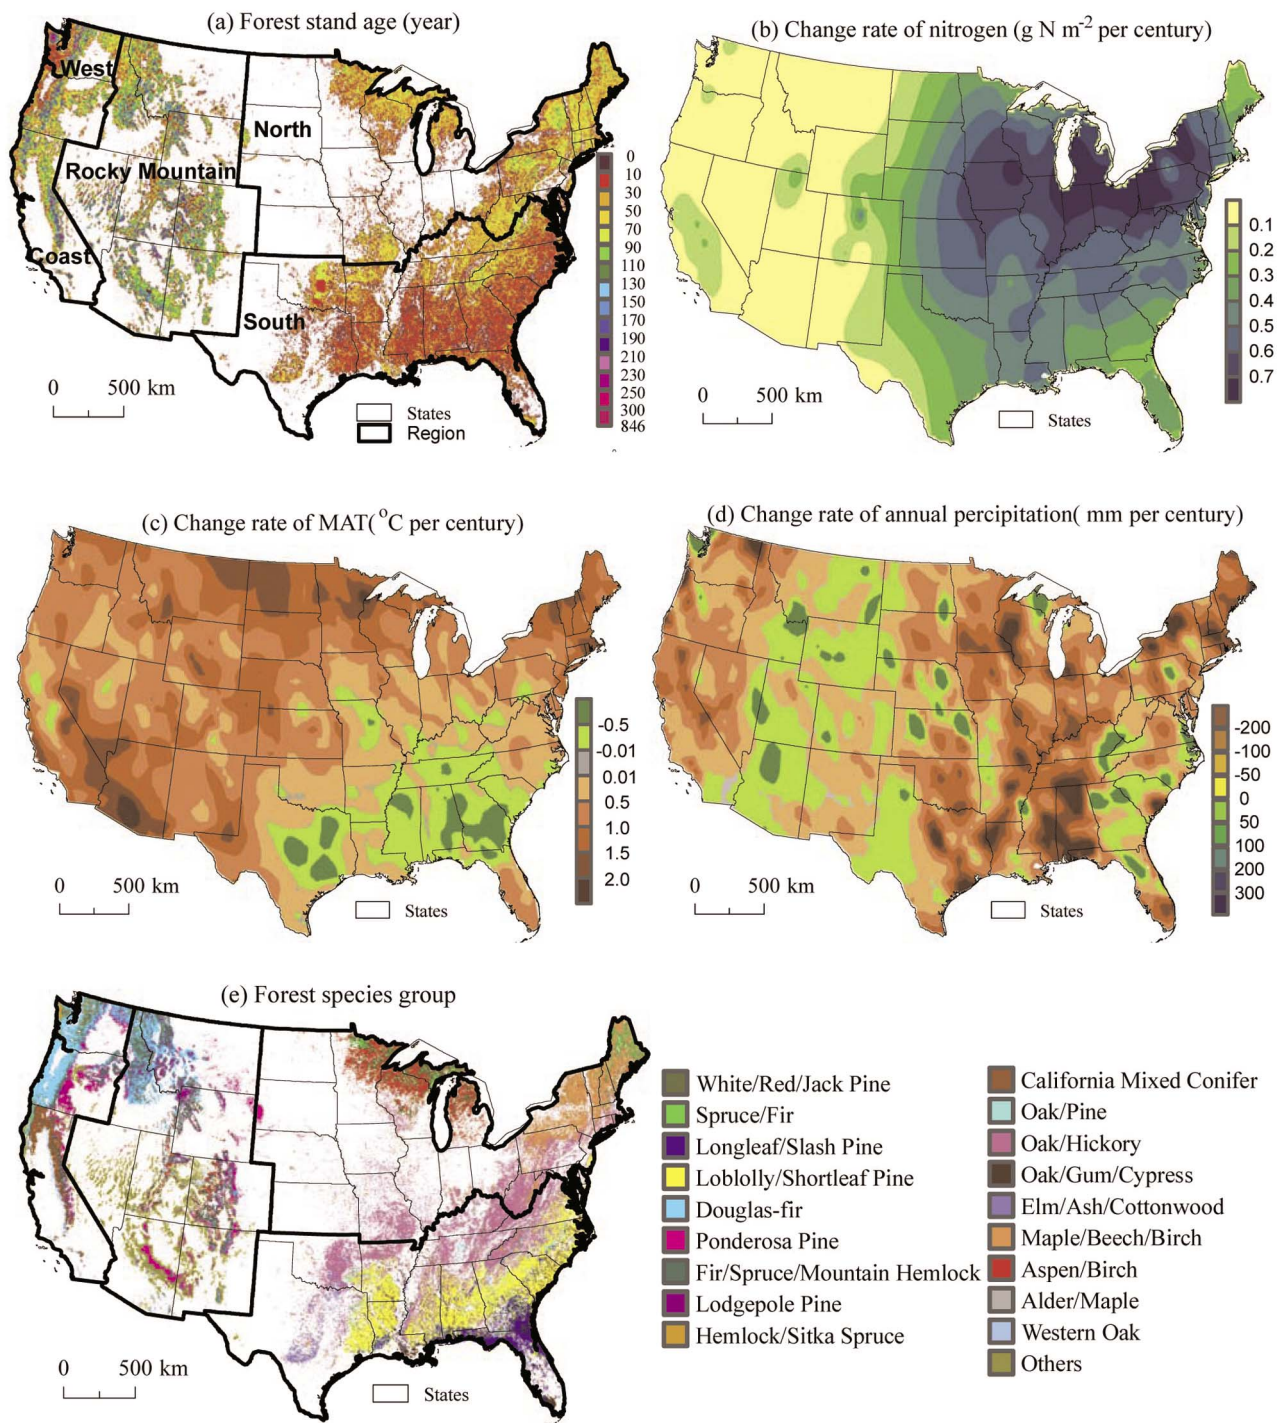 (a) Forest stand age (year)
West
North
Rocky Mountain
Coast
South
0
10
30
50
70
90
110
130
150
170
190
210
230
250
300
846
0 500 km
States
Region
(b) Change rate of nitrogen (g N m-2 per century)
0.1
0.2
0.3
0.4
0.5
0.6
0.7
0 500 km
States
(c) Change rate of MAT( oC per century)
-0.5
-0.01
0.01
0.5
1.0
1.5
2.0
0 500 km
States
(d) Change rate of annual percipitation( mm per century)
-200
-100
-50
0
50
100
200
300
0 500 km
States
(e) Forest species group
0 500 km
States
White/Red/Jack Pine
Spruce/Fir
Longleaf/Slash Pine
Loblolly/Shortleaf Pine
Douglas-fir
Ponderosa Pine
Fir/Spruce/Mountain Hemlock
Lodgepole Pine
Hemlock/Sitka Spruce
California Mixed Conifer
Oak/Pine
Oak/Hickory
Oak/Gum/Cypress
Elm/Ash/Cottonwood
Maple/Beech/Birch
Aspen/Birch
Alder/Maple
Western Oak
Others